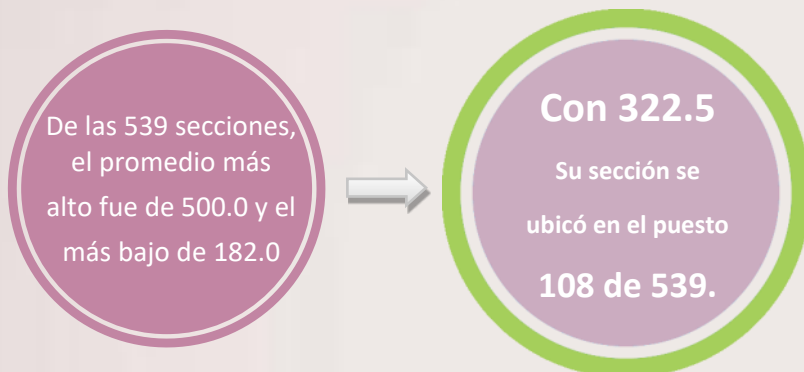 De las 539 secciones,
el promedio más
alto fue de 500.0 y el
más bajo de 182.0
Con 322.5
Su sección se
ubicó en el puesto
108 de 539.